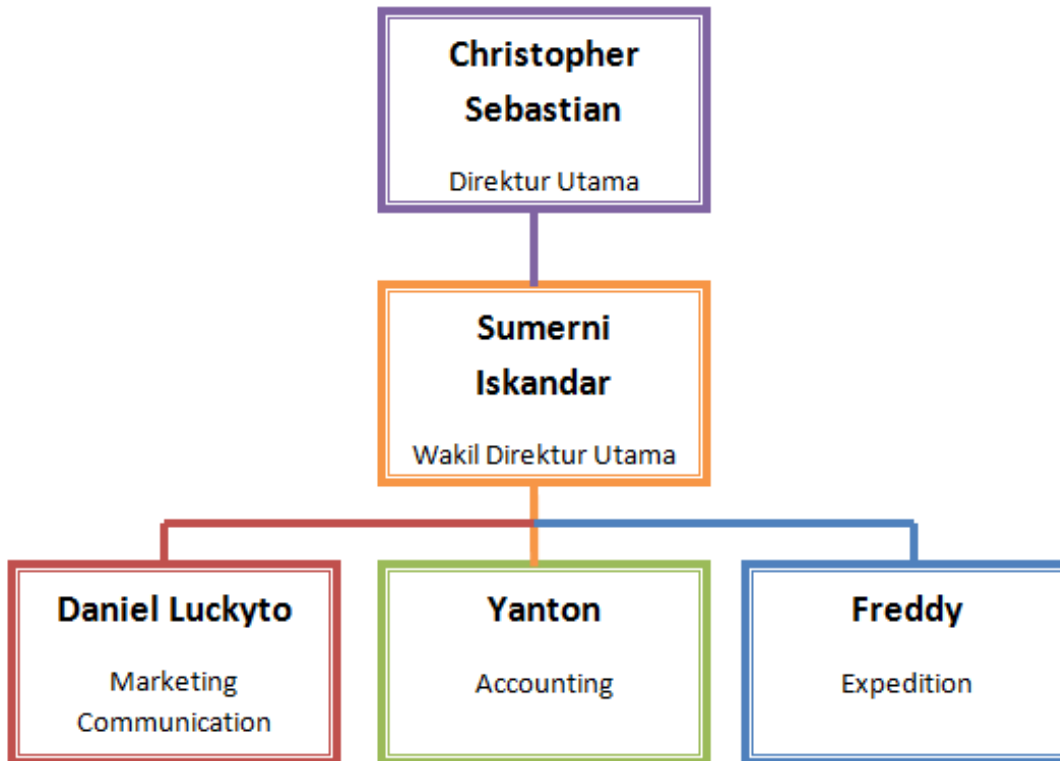 Christopher
Sebastian
Direktur Utama
Sumerni
Iskandar
Wakil Direktur Utama
Daniel Luckyto
Marketing
Communication
Yanton
Accounting
Freddy
Expedition